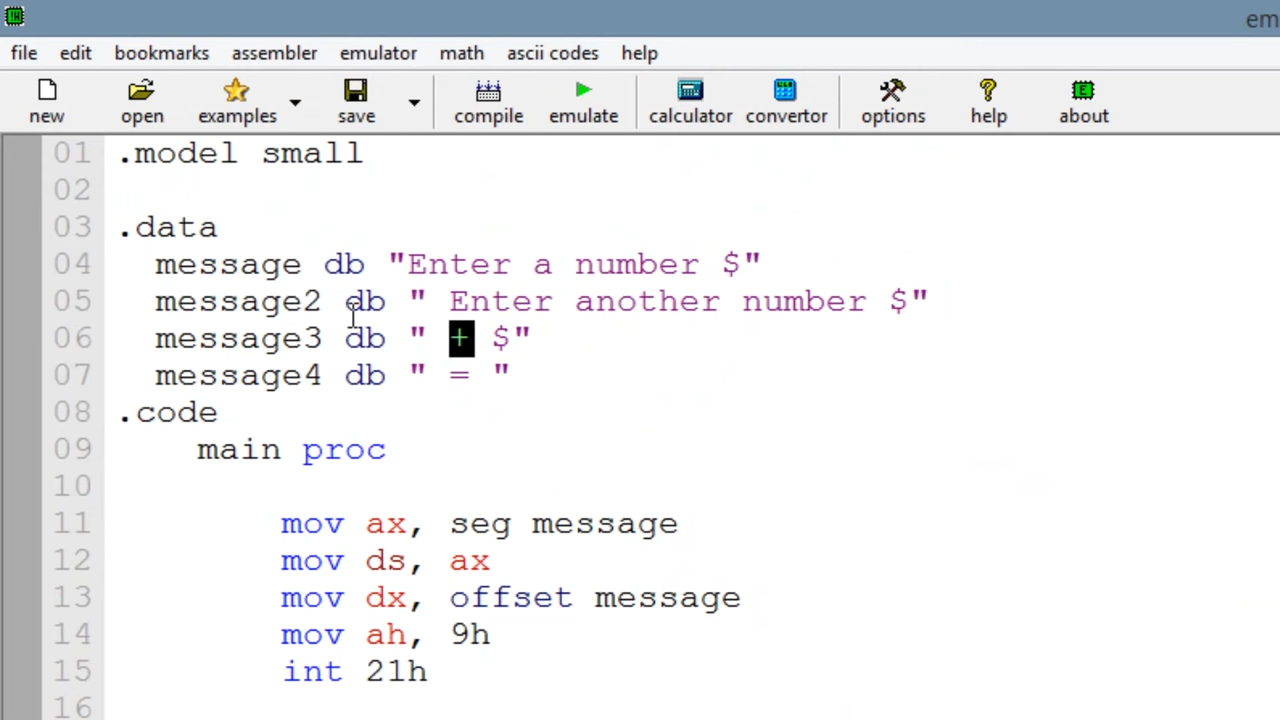 em
file edit bookmarks assembler emulator math ascii codes help
new open examples save compile emulate calculator convertor options help about
01 .model small
02
03 .data
04 message db "Enter a number $"
05 message2 db " Enter another number $"
06 message3 db " + $"
07 message4 db " = "
08 .code
09 main proc
10
11 mov ax, seg message
12 mov ds, ax
13 mov dx, offset message
14 mov ah, 9h
15 int 21h
16